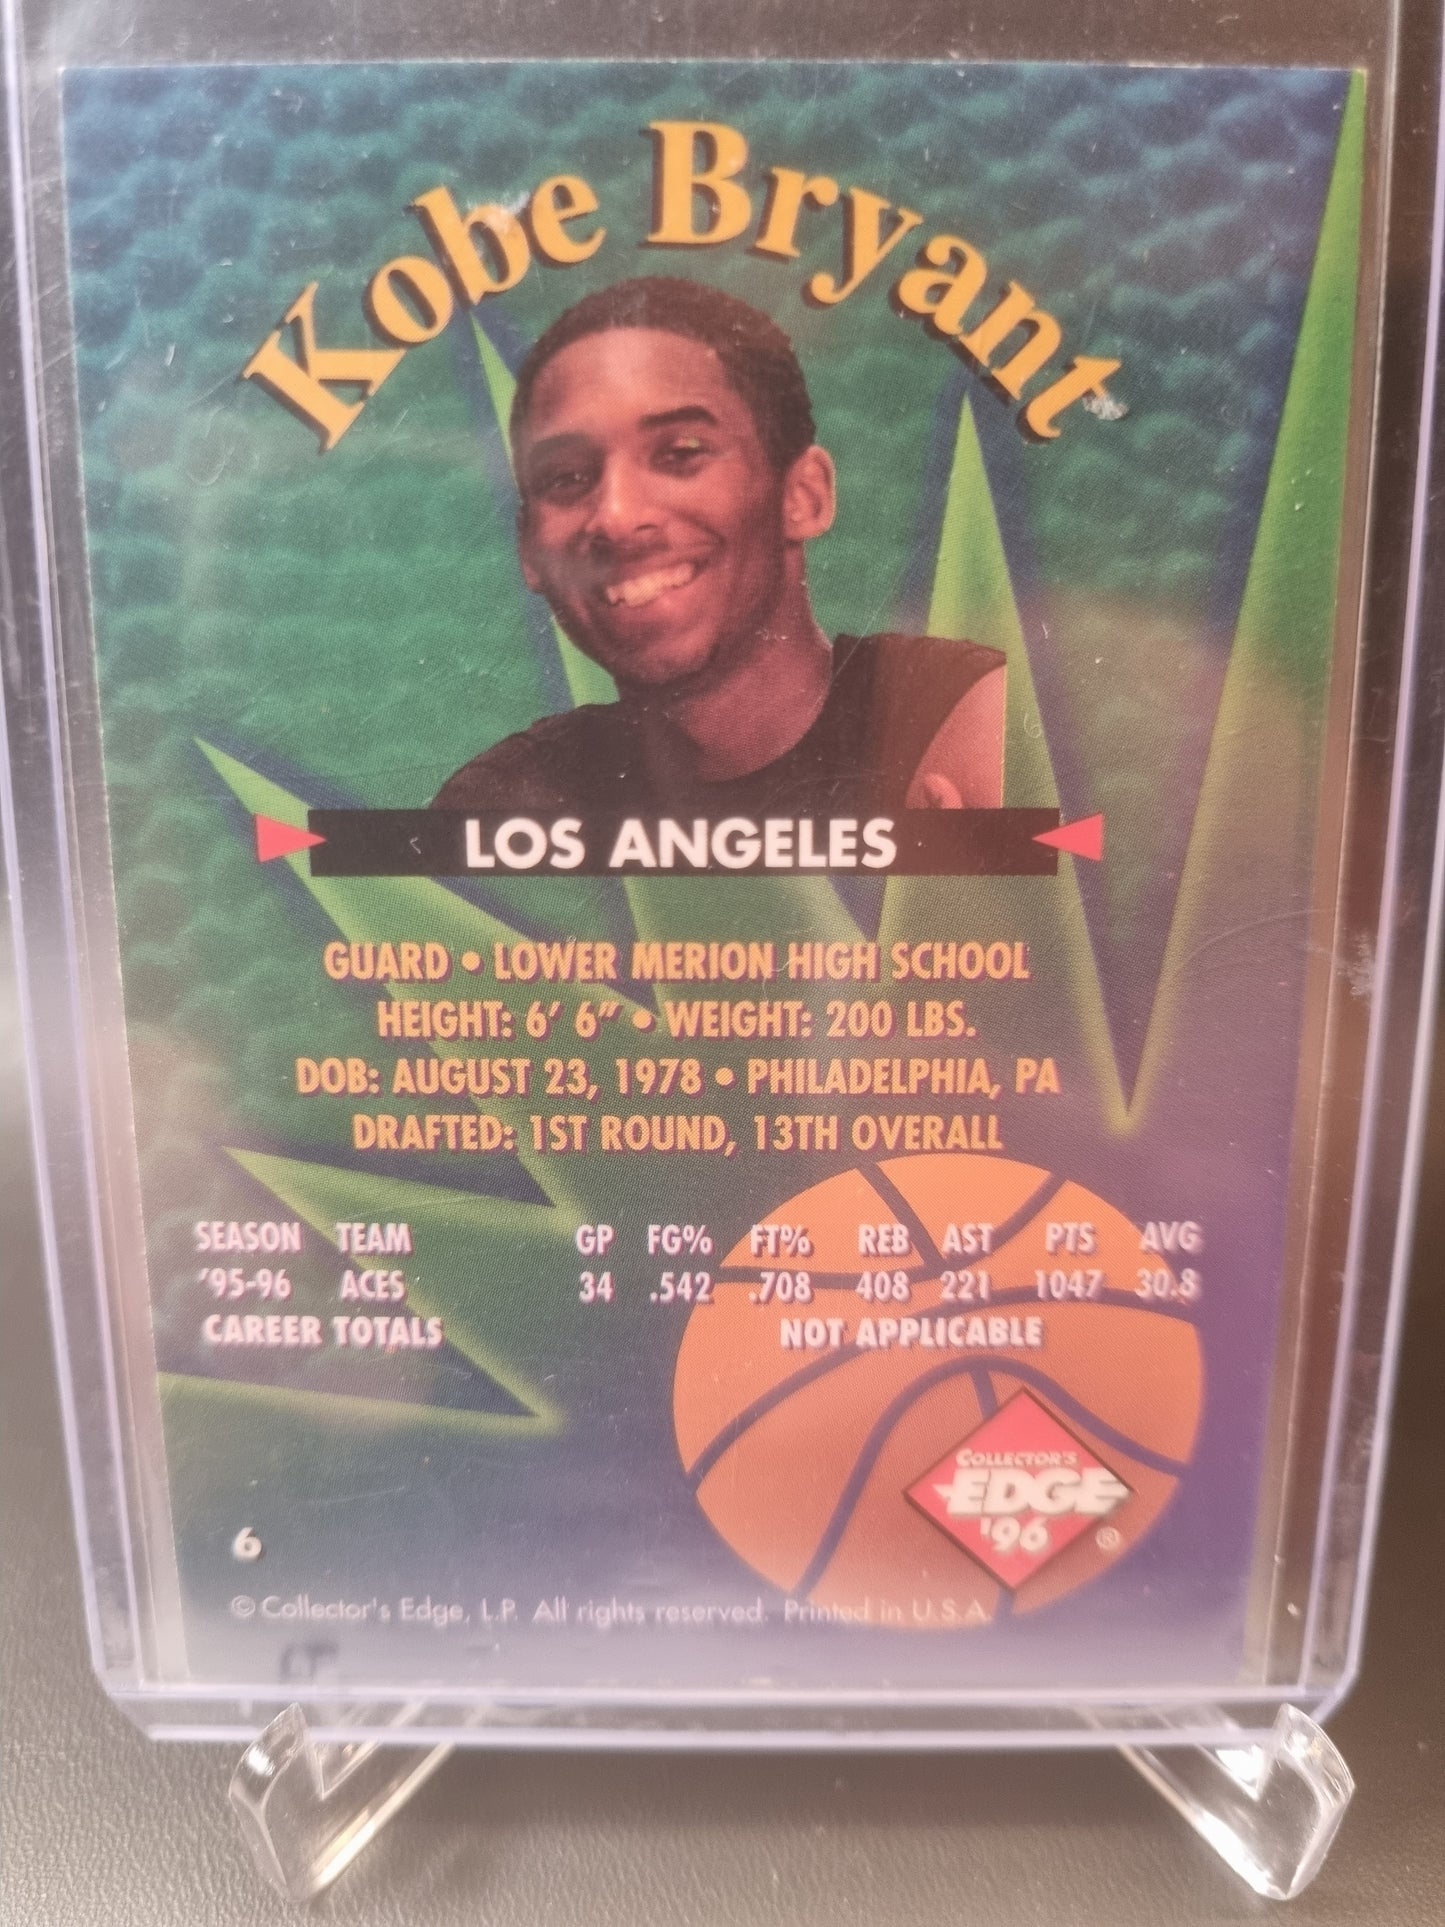 Kobe Bryant
LOS ANGELES
GUARD • LOWER MERION HIGH SCHOOL
HEIGHT: 6' 6" • WEIGHT: 200 LBS.
DOB: AUGUST 23, 1978 • PHILADELPHIA, PA
DRAFTED: 1ST ROUND, 13TH OVERALL
SEASON TEAM GP FG% FT% REB AST PTS AVG
'95-96 ACES 34 .542 .708 408 221 1047 30.8
CAREER TOTALS NOT APPLICABLE
COLLECTOR'S
EDGE
'96 ®
6
© Collector's Edge, L.P. All rights reserved. Printed in U.S.A.